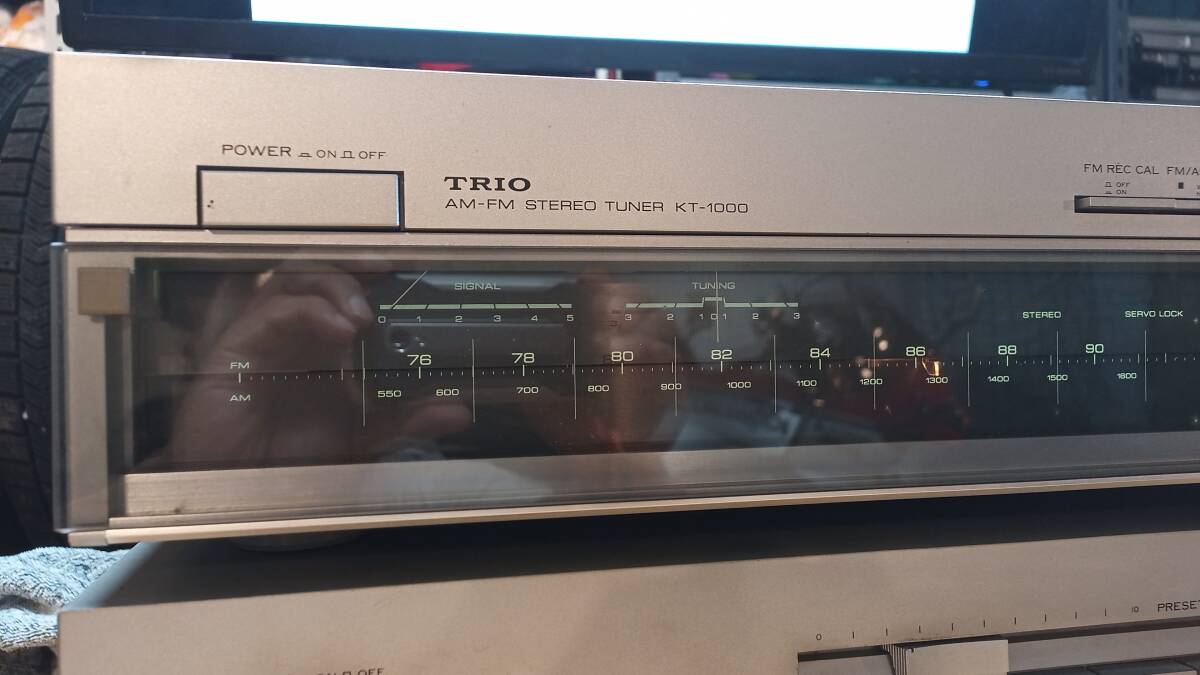 POWER ON OFF
TRIO
AM-FM STEREO TUNER KT-1000
FM REC CAL FM/A
OFF
ON
SIGNAL
0 1 2 3 4 5
TUNING
3 2 1 0 1 2 3
STEREO
SERVO LOCK
FM
76 78 80 82 84 86 88 90
AM
550 600 700 800 900 1000 1100 1200 1300 1400 1500 1600
0 10 PRESE
ON OFF